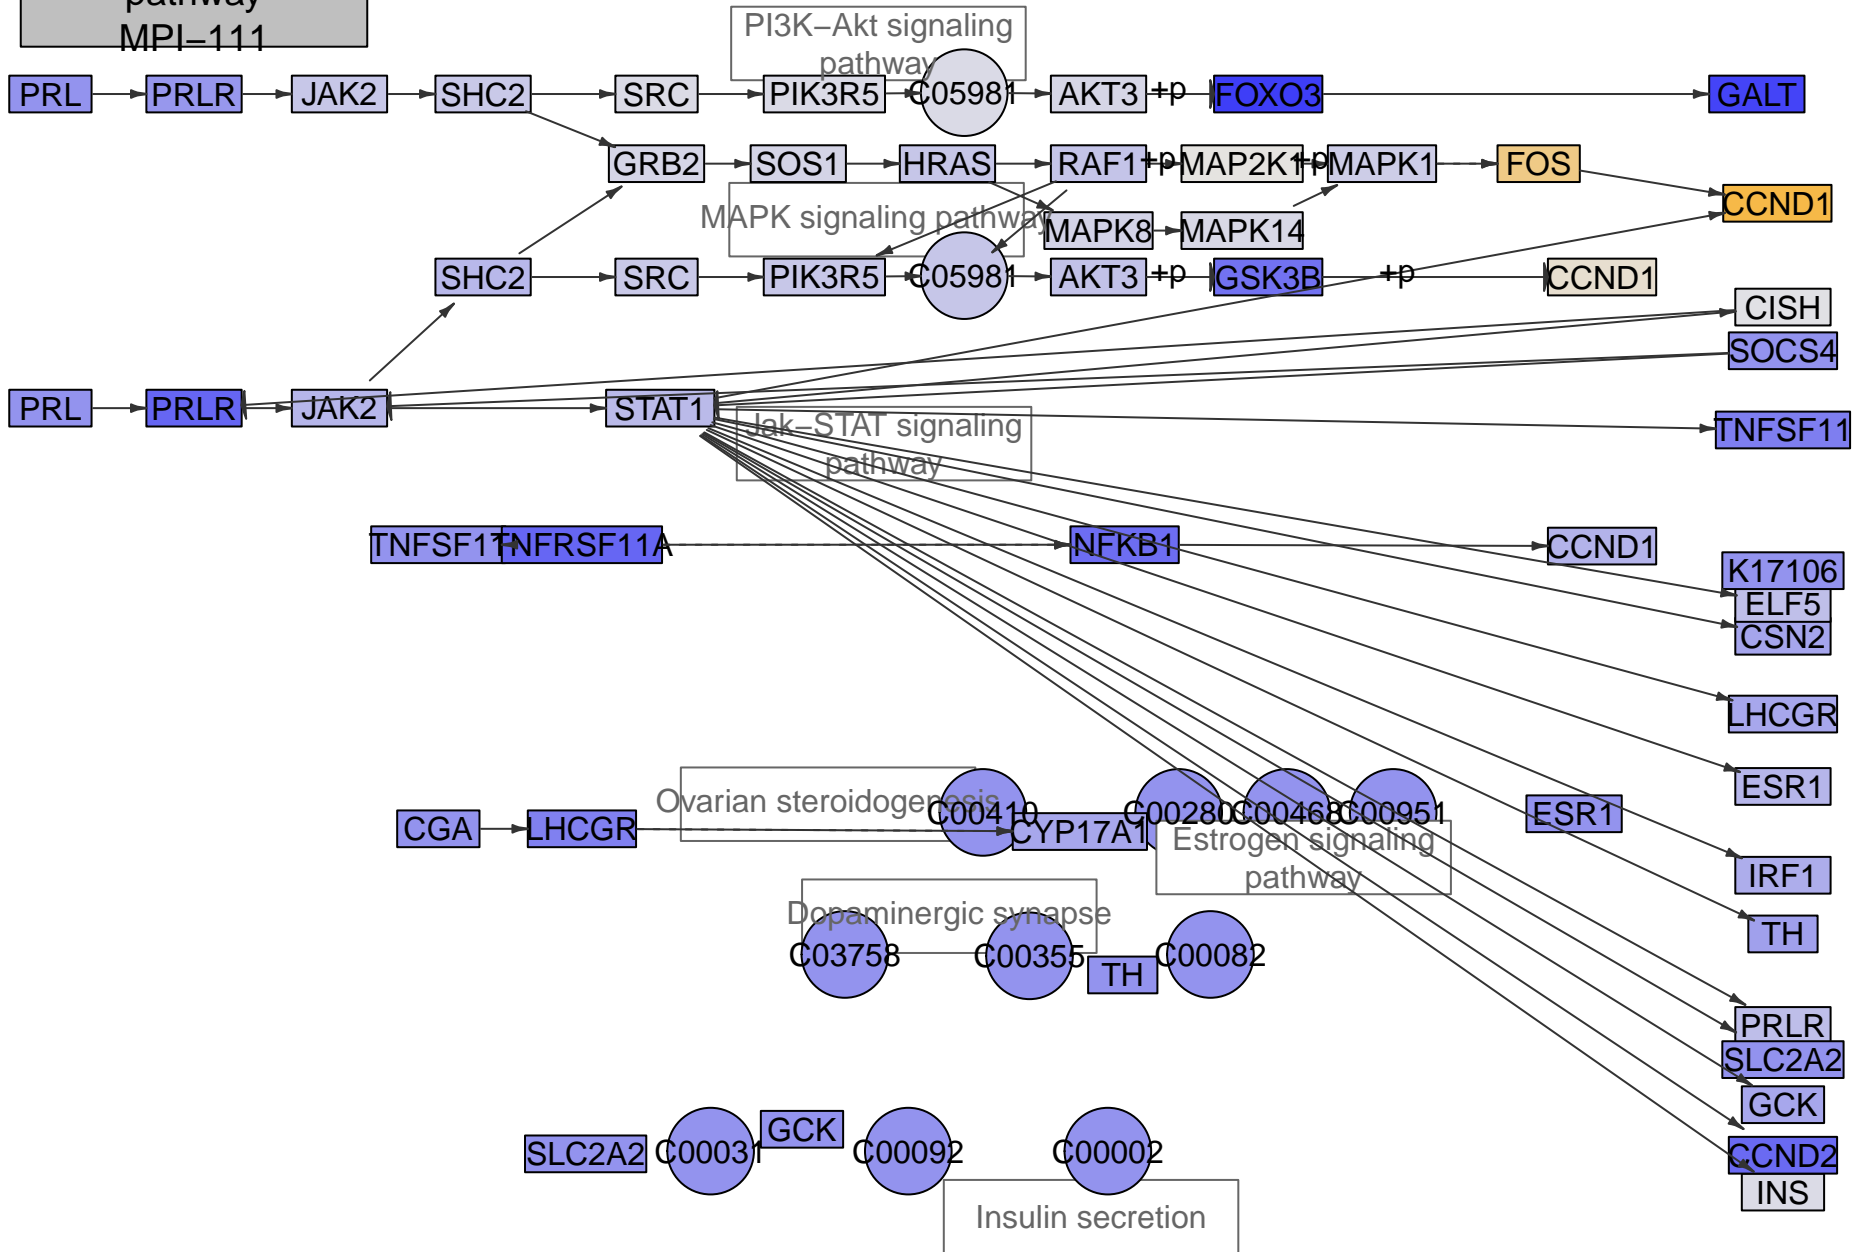 pathway
MPI−111
PI3K−Akt signaling
pathway
PRL
PRLR
JAK2
SHC2
SRC
PIK3R5
C05981
AKT3
+p
FOXO3
GALT
GRB2
SOS1
HRAS
RAF1
+p
MAP2K1
+p
MAPK1
FOS
CCND1
MAPK signaling pathway
MAPK8
MAPK14
SHC2
SRC
PIK3R5
C05981
AKT3
+p
GSK3B
+p
CCND1
CISH
SOCS4
PRL
PRLR
JAK2
STAT1
Jak−STAT signaling
pathway
TNFSF11
TNFSF11
TNFRSF11A
NFKB1
CCND1
K17106
ELF5
CSN2
LHCGR
ESR1
Ovarian steroidogenesis
C00410
C00280
C00468
C00951
ESR1
CGA
LHCGR
CYP17A1
Estrogen signaling
pathway
IRF1
Dopaminergic synapse
TH
C03758
C00355
TH
C00082
PRLR
SLC2A2
GCK
SLC2A2
C00031
GCK
C00092
C00002
CCND2
INS
Insulin secretion